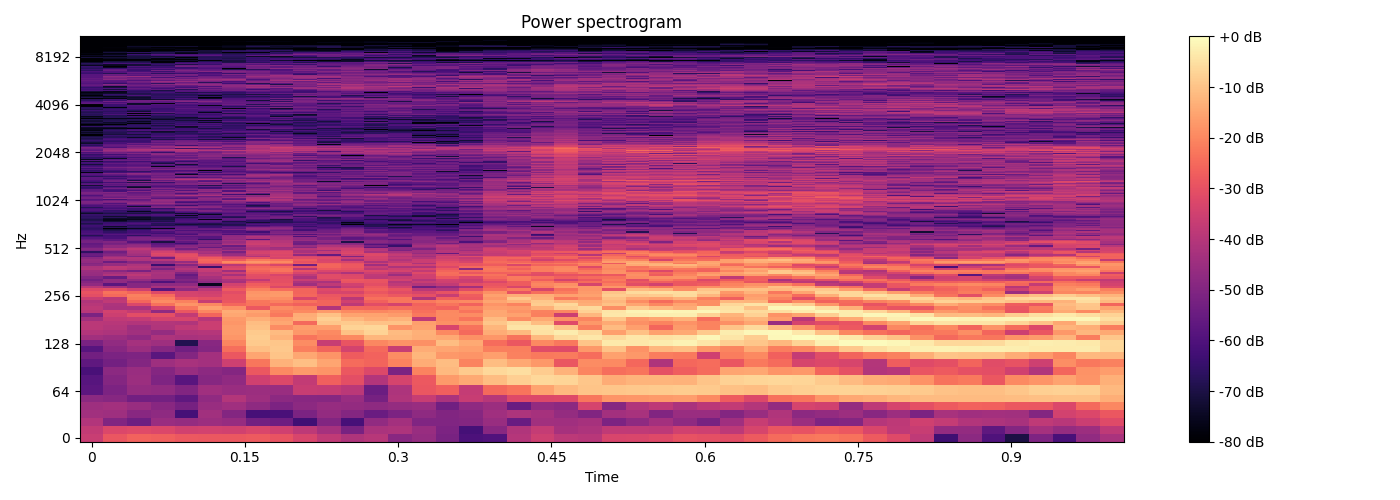 Power spectrogram
Hz
8192
4096
2048
1024
512
256
128
64
0
0 0.15 0.3 0.45 0.6 0.75 0.9
Time
+0 dB
-10 dB
-20 dB
-30 dB
-40 dB
-50 dB
-60 dB
-70 dB
-80 dB